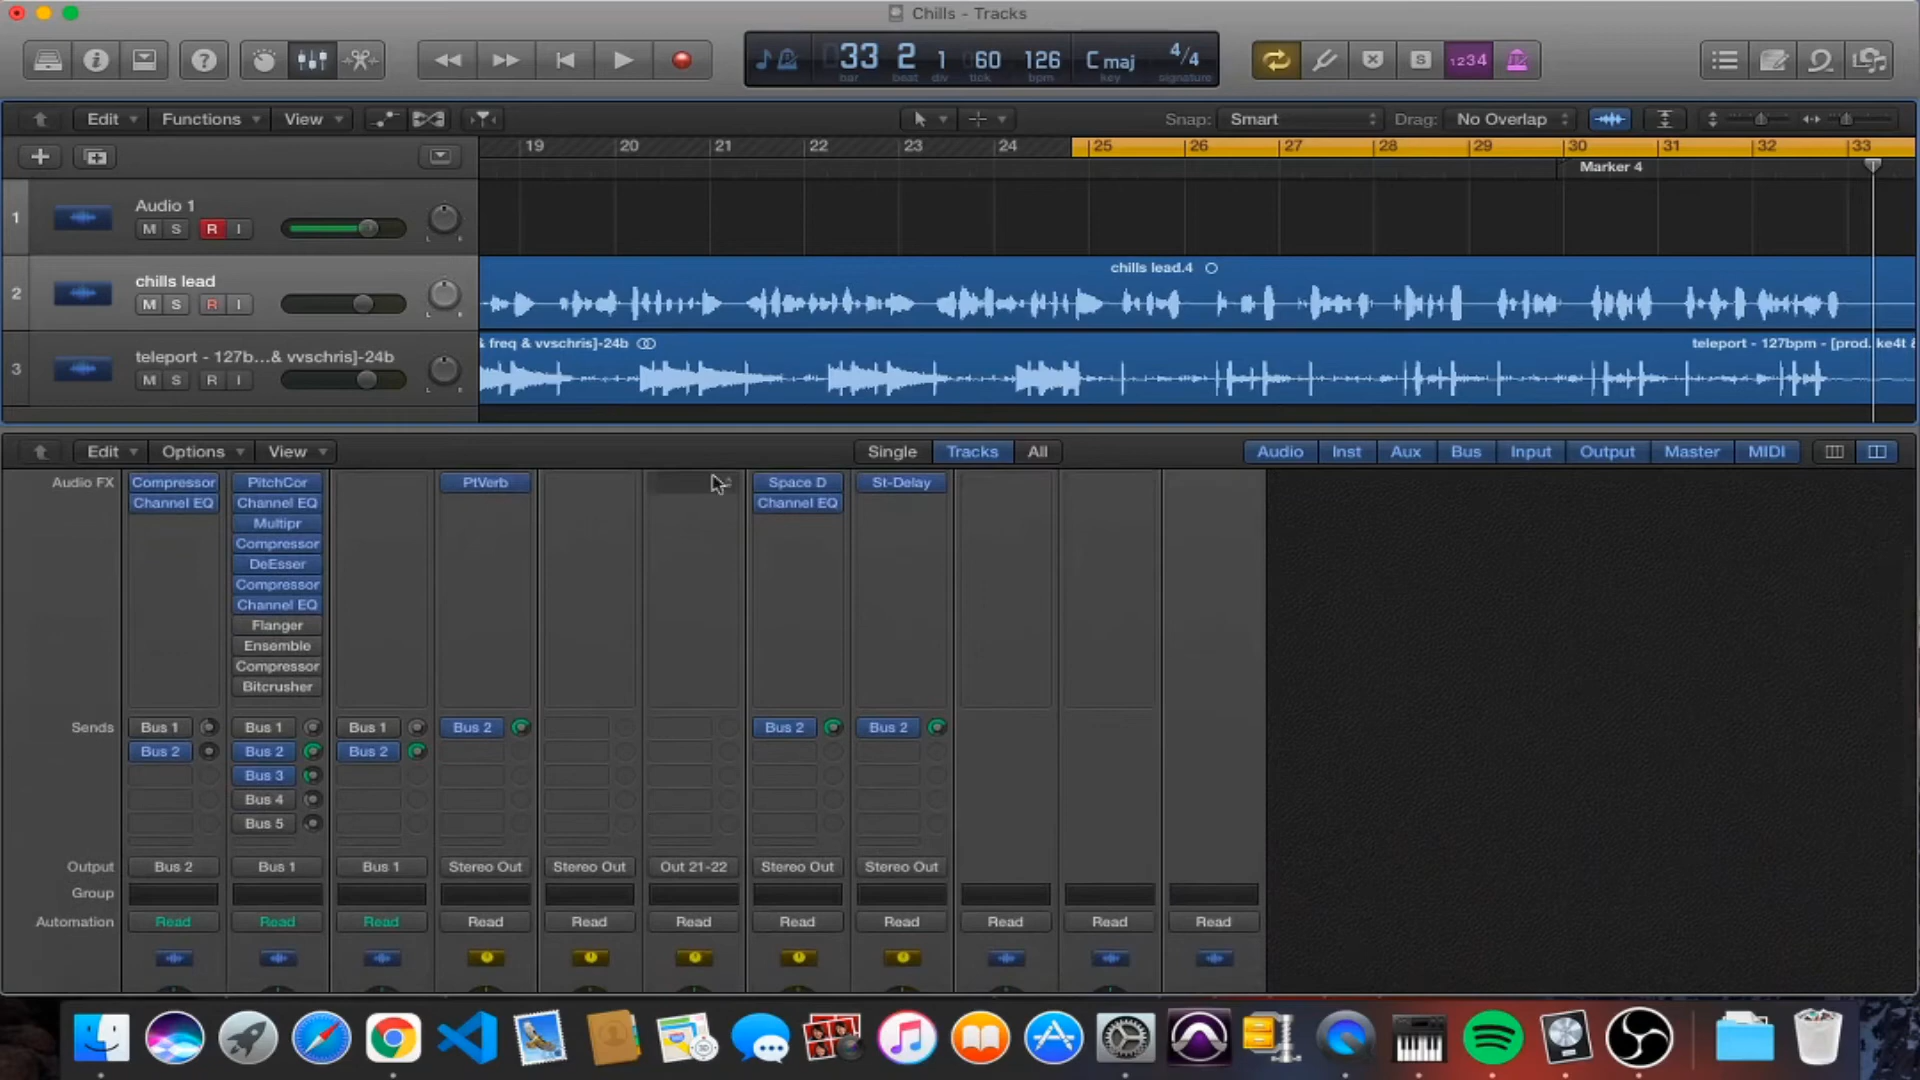 Chills - Tracks
33 2 1 60 126 C maj 4/4
bar beat div tick bpm key signature
S 1234
Edit Functions View Snap: Smart Drag: No Overlap
19 20 21 22 23 24 25 26 27 28 29 30 31 32 33
Marker 4
1 Audio 1
M S R I
L R
chills lead.4
2 chills lead
M S R I
L R
& freq & vvschris]-24b teleport - 127bpm - [prod. ke4t &
3 teleport - 127b...& vvschris]-24b
M S R I
L R
Edit Options View Single Tracks All Audio Inst Aux Bus Input Output Master MIDI
Audio FX Compressor PitchCor PtVerb Space D St-Delay
Channel EQ Channel EQ Channel EQ
Multipr
Compressor
DeEsser
Compressor
Channel EQ
Flanger
Ensemble
Compressor
Bitcrusher
Sends Bus 1 Bus 1 Bus 1 Bus 2 Bus 2 Bus 2
Bus 2 Bus 2 Bus 2
Bus 3
Bus 4
Bus 5
Output Bus 2 Bus 1 Bus 1 Stereo Out Stereo Out Out 21-22 Stereo Out Stereo Out
Group
Automation Read Read Read Read Read Read Read Read Read Read Read